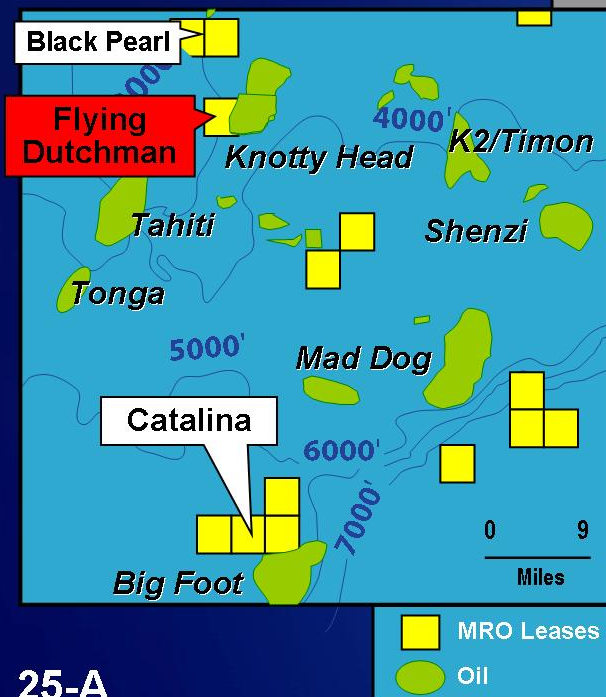 Black Pearl
Flying
Dutchman
4000'
K2/Timon
Knotty Head
Tahiti
Shenzi
Tonga
5000'
Mad Dog
Catalina
6000'
7000'
0 9
Miles
Big Foot
MRO Leases
Oil
25-A